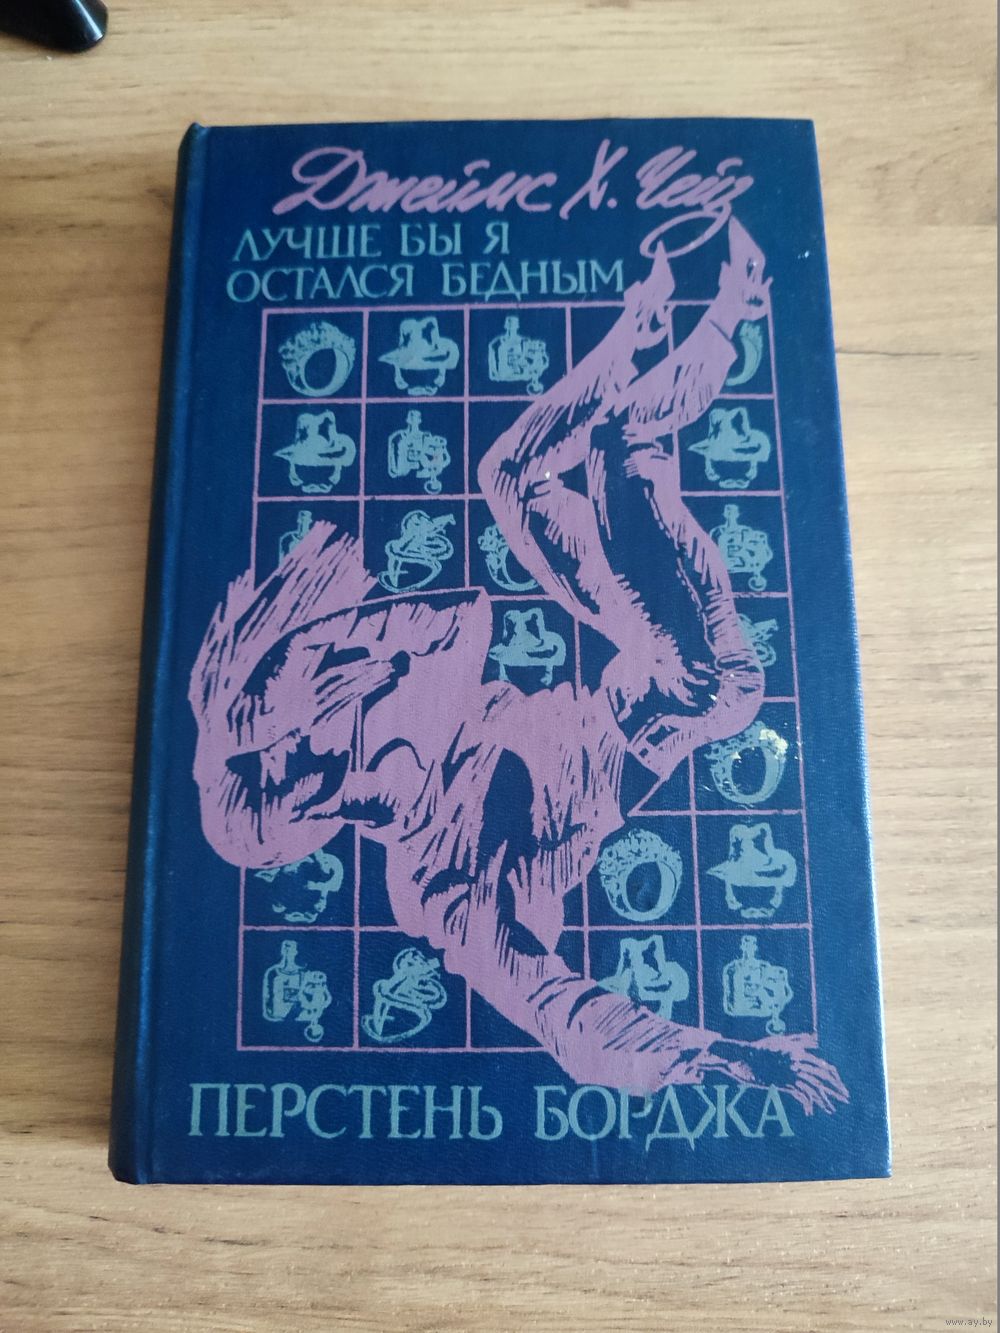 Джеймс Х. Чейз
ЛУЧШЕ БЫ Я
ОСТАЛСЯ БЕДНЫМ
ПЕРСТЕНЬ БОРДЖА
www.ay.by